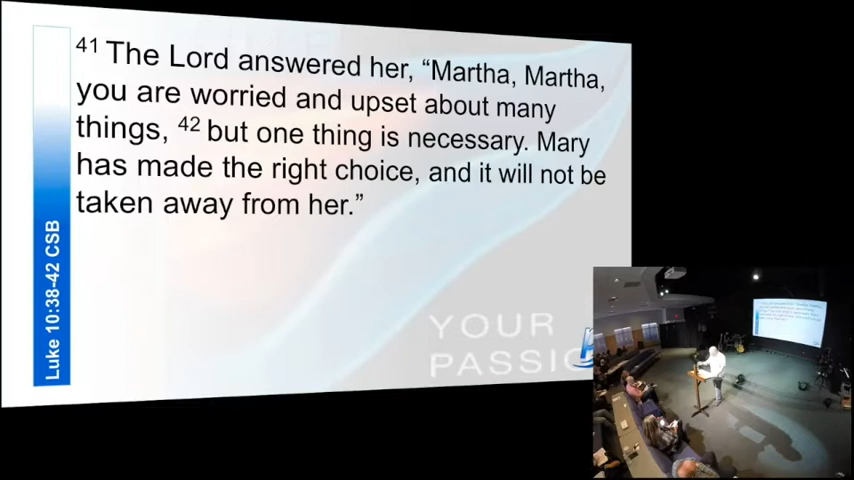 41 The Lord answered her, “Martha, Martha,
you are worried and upset about many
things, 42 but one thing is necessary. Mary
has made the right choice, and it will not be
taken away from her.”
Luke 10:38-42 CSB
YOUR
PASSIO